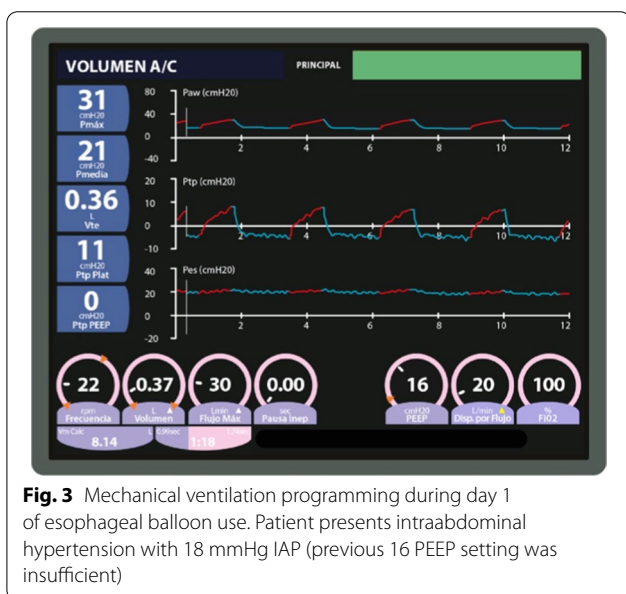 VOLUMEN A/C
PRINCIPAL
31
cmH20
Pmáx
21
cmH20
Pmedia
0.36
L
Vte
11
cmH20
Ptp Plat
0
cmH20
Ptp PEEP
Paw (cmH20)
80
40
0
-40
2 4 6 8 10 12
Ptp (cmH20)
20
10
0
-10
2 4 6 8 10 12
Pes (cmH20)
40
20
0
-20
2 4 6 8 10 12
22
rpm
Frecuencia
0.37
L
Volumen
30
L/min
Flujo Máx
0.00
sec
Pausa Inep
16
cmH20
PEEP
20
L/min
Disp. por Flujo
100
%
Fi02
Vm Calc L
8.14
1:18
Fig. 3 Mechanical ventilation programming during day 1
of esophageal balloon use. Patient presents intraabdominal
hypertension with 18 mmHg IAP (previous 16 PEEP setting was
insufficient)